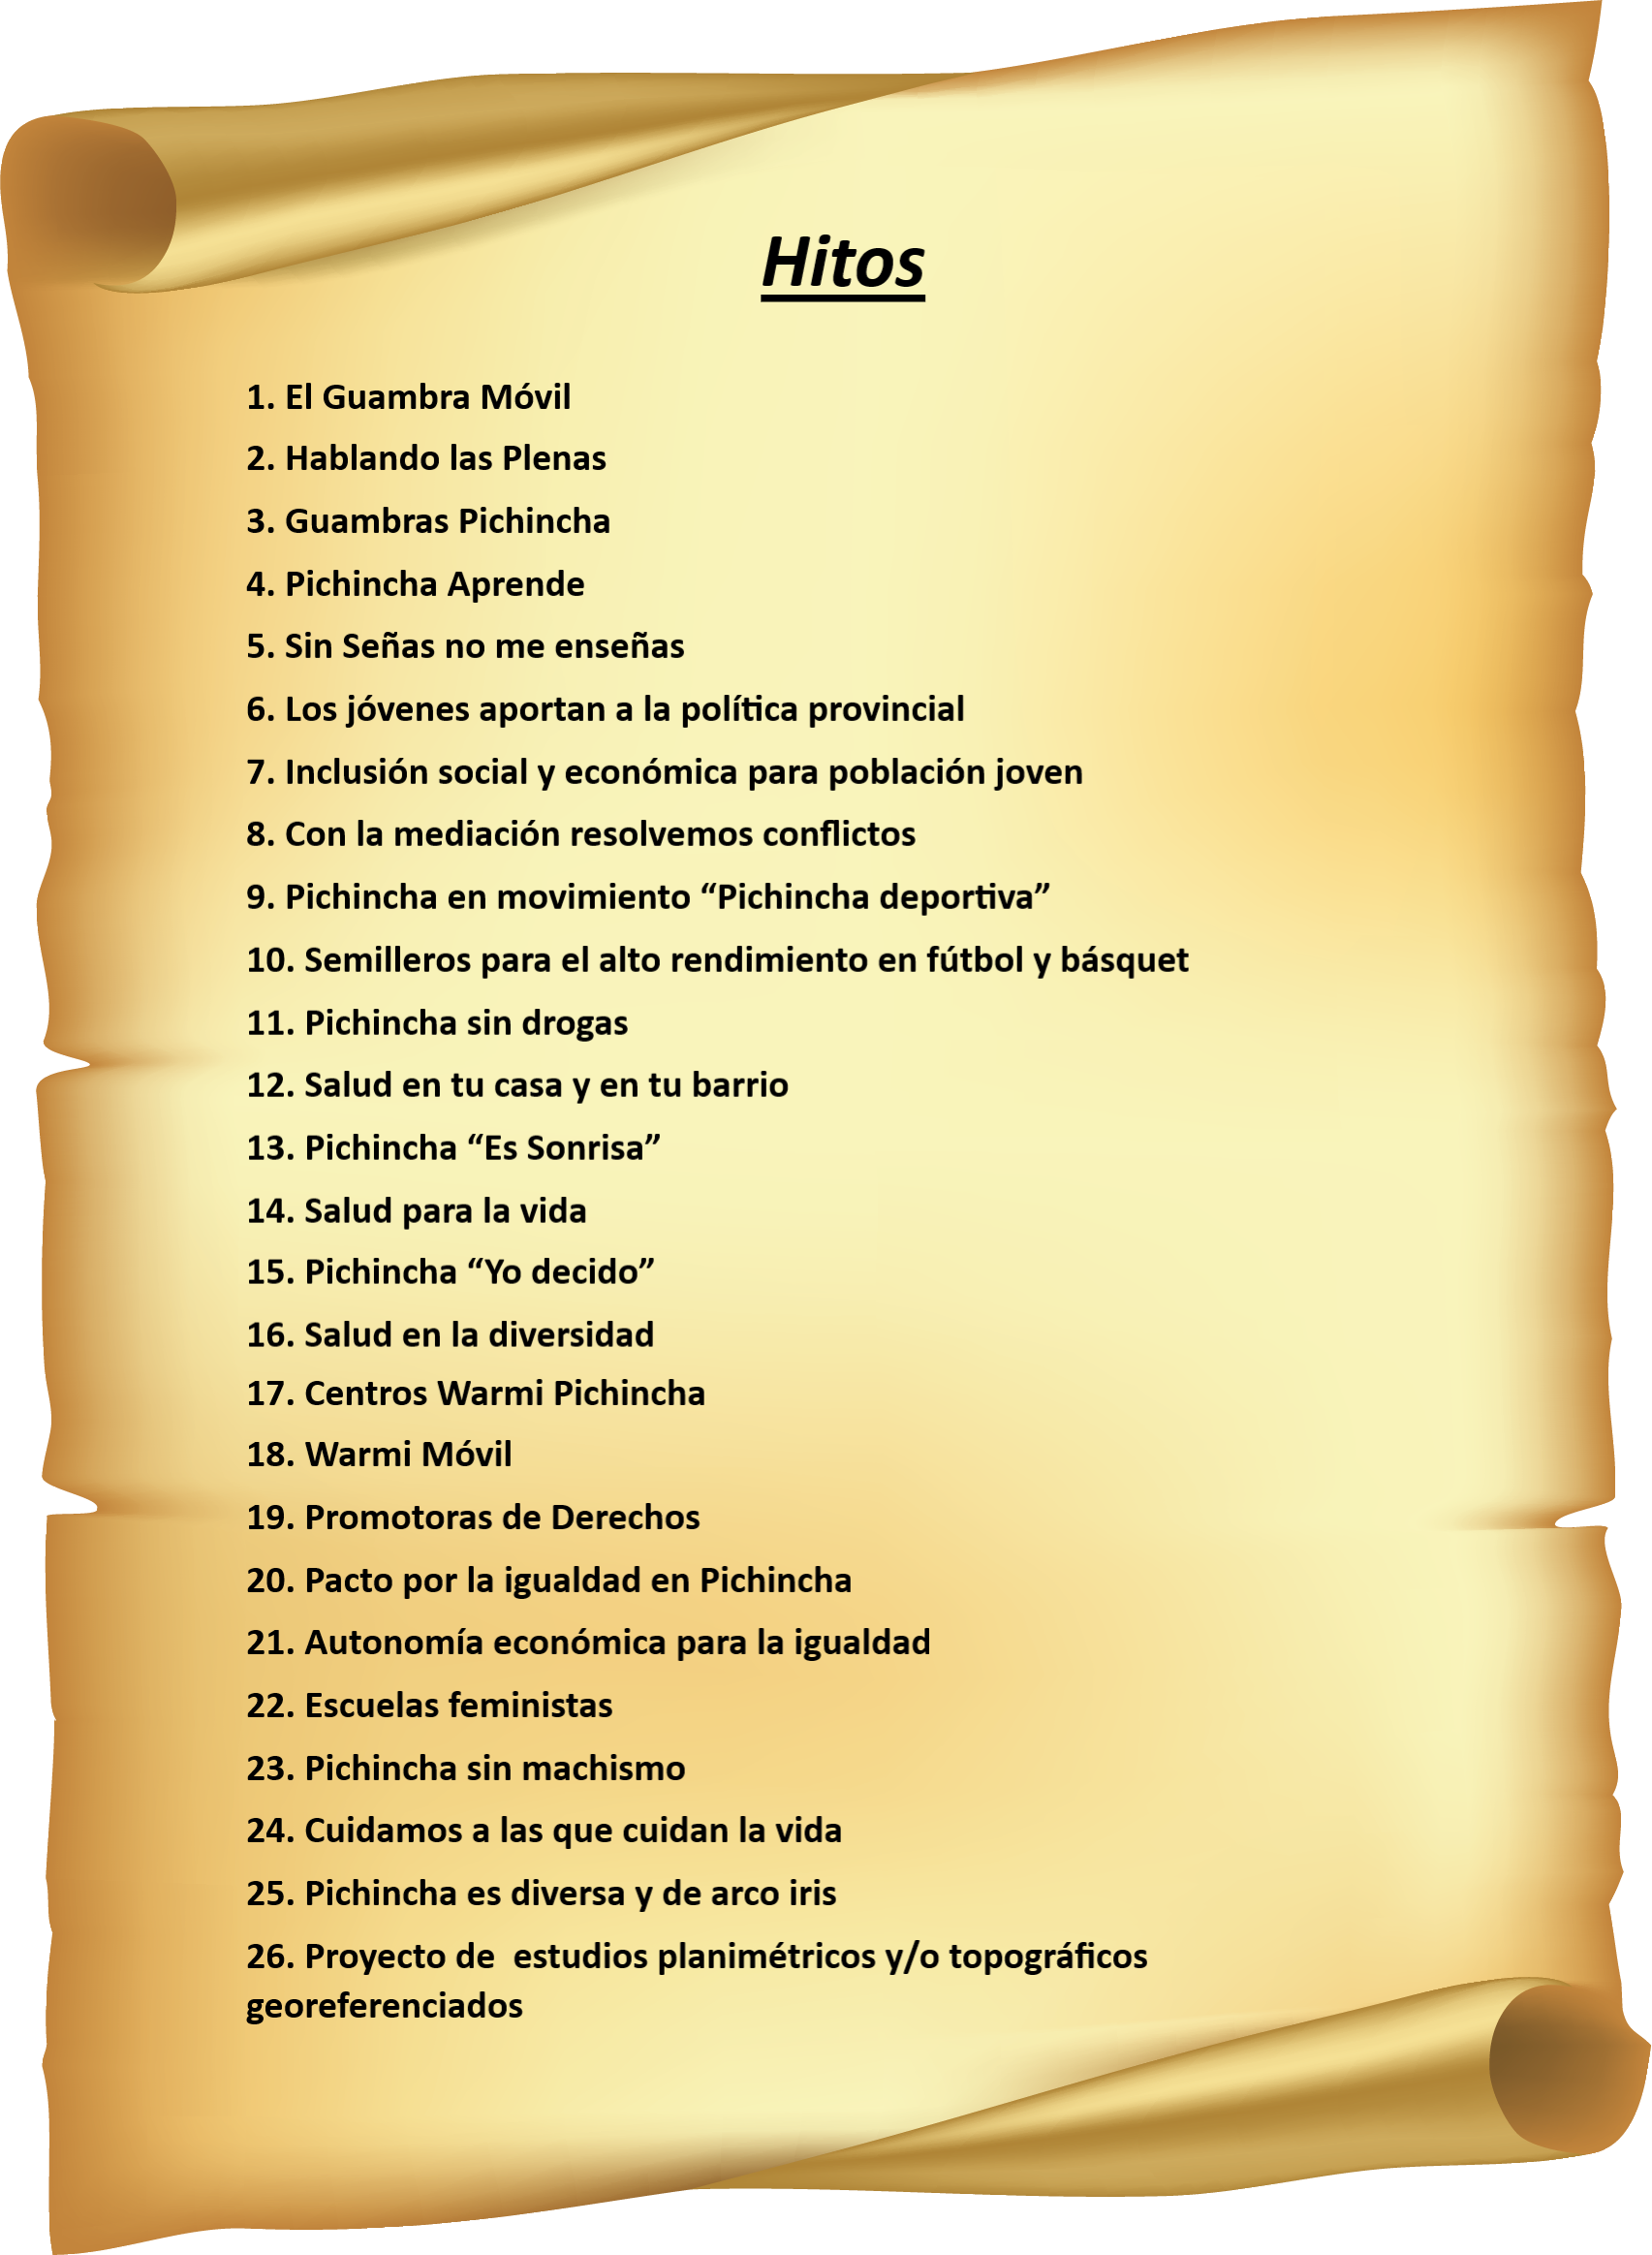 Hitos
1. El Guambra Móvil
2. Hablando las Plenas
3. Guambras Pichincha
4. Pichincha Aprende
5. Sin Señas no me enseñas
6. Los jóvenes aportan a la política provincial
7. Inclusión social y económica para población joven
8. Con la mediación resolvemos conflictos
9. Pichincha en movimiento “Pichincha deportiva”
10. Semilleros para el alto rendimiento en fútbol y básquet
11. Pichincha sin drogas
12. Salud en tu casa y en tu barrio
13. Pichincha “Es Sonrisa”
14. Salud para la vida
15. Pichincha “Yo decido”
16. Salud en la diversidad
17. Centros Warmi Pichincha
18. Warmi Móvil
19. Promotoras de Derechos
20. Pacto por la igualdad en Pichincha
21. Autonomía económica para la igualdad
22. Escuelas feministas
23. Pichincha sin machismo
24. Cuidamos a las que cuidan la vida
25. Pichincha es diversa y de arco iris
26. Proyecto de  estudios planimétricos y/o topográficos
georeferenciados